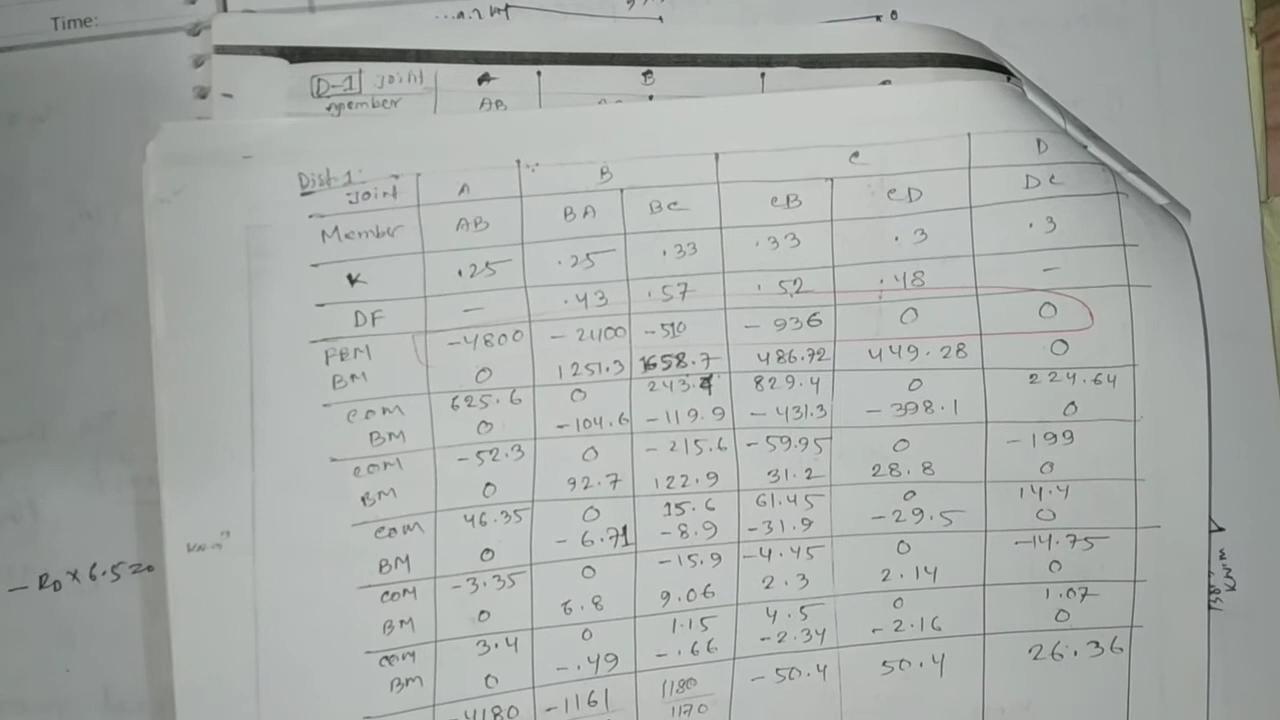 Time:
D-1 Joint A B
Member AB
Dist-1:
Joint A B C D
Member AB BA BC CB CD DC
K .25 .25 .33 .33 .3 .3
DF — .43 .57 .52 .48 —
FBM -4800 -2400 -510 -936 0 0
BM 0 1251.3 1658.7 486.72 449.28 0
COM 625.6 0 243.4 829.4 0 224.64
BM 0 -104.6 -119.9 -431.3 -398.1 0
COM -52.3 0 -215.6 -59.95 0 -199
BM 0 92.7 122.9 31.2 28.8 0
COM 46.35 0 15.6 61.45 0 14.4
BM 0 -6.71 -8.9 -31.9 -29.5 0
COM -3.35 0 -15.9 -4.45 0 -14.75
BM 0 6.8 9.06 2.3 2.14 0
COM 3.4 0 1.15 4.5 0 1.07
BM 0 -.49 -.66 -2.34 -2.16 0
-4180 -1161 1180 -50.4 50.4 26.36
1170
- RD × 6.520